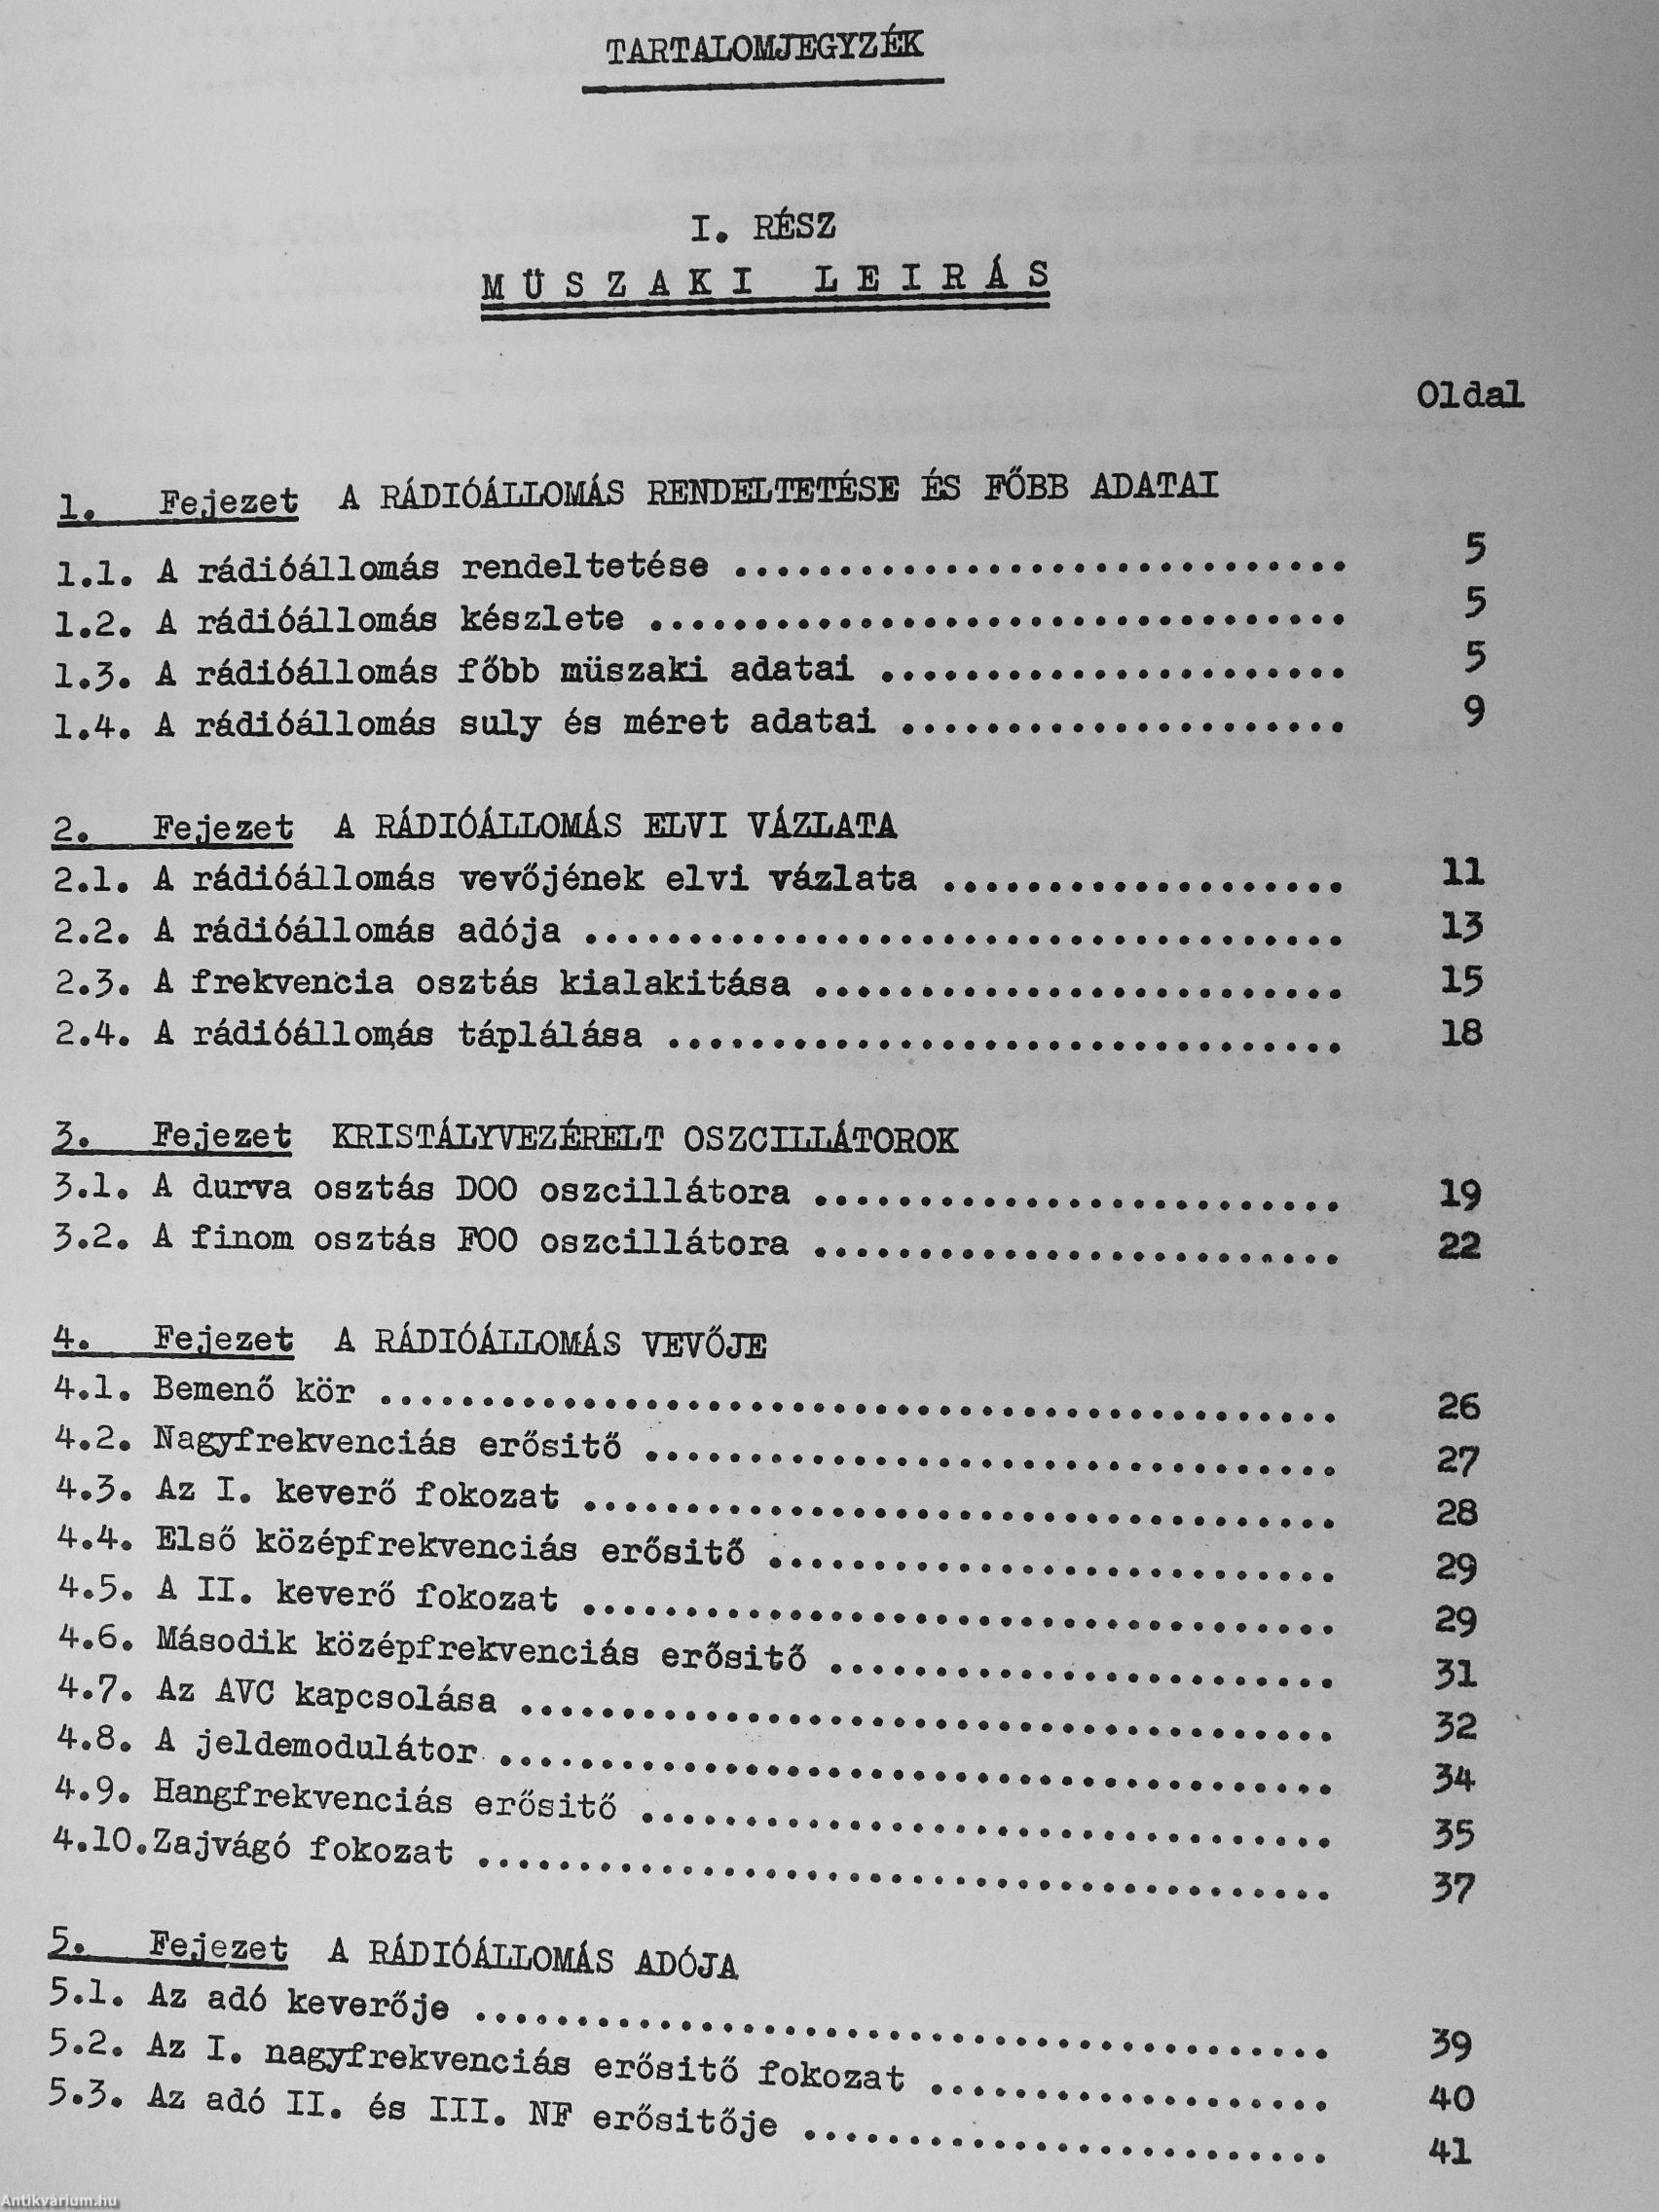 TARTALOMJEGYZÉK
I. RÉSZ
MÜSZAKI LEIRÁS
Oldal
1. Fejezet A RÁDIÓÁLLOMÁS RENDELTETÉSE ÉS FŐBB ADATAI
1.1. A rádióállomás rendeltetése .............................. 5
1.2. A rádióállomás készlete .................................. 5
1.3. A rádióállomás főbb müszaki adatai ...................... 5
1.4. A rádióállomás suly és méret adatai ..................... 9
2. Fejezet A RÁDIÓÁLLOMÁS ELVI VÁZLATA
2.1. A rádióállomás vevőjének elvi vázlata ................... 11
2.2. A rádióállomás adója .................................... 13
2.3. A frekvencia osztás kialakitása ......................... 15
2.4. A rádióállomás táplálása ................................ 18
3. Fejezet KRISTÁLYVEZÉRELT OSZCILLÁTOROK
3.1. A durva osztás DOO oszcillátora ......................... 19
3.2. A finom osztás FOO oszcillátora ......................... 22
4. Fejezet A RÁDIÓÁLLOMÁS VEVŐJE
4.1. Bemenő kör .............................................. 26
4.2. Nagyfrekvenciás erősitő ................................. 27
4.3. Az I. keverő fokozat .................................... 28
4.4. Első középfrekvenciás erősitő ........................... 29
4.5. A II. keverő fokozat .................................... 29
4.6. Második középfrekvenciás erősitő ........................ 31
4.7. Az AVC kapcsolása ....................................... 32
4.8. A jeldemodulátor ........................................ 34
4.9. Hangfrekvenciás erősitő ................................. 35
4.10.Zajvágó fokozat ......................................... 37
5. Fejezet A RÁDIÓÁLLOMÁS ADÓJA
5.1. Az adó keverője ......................................... 39
5.2. Az I. nagyfrekvenciás erősitő fokozat ................... 40
5.3. Az adó II. és III. NF erősitője ......................... 41
Antikvárium.hu